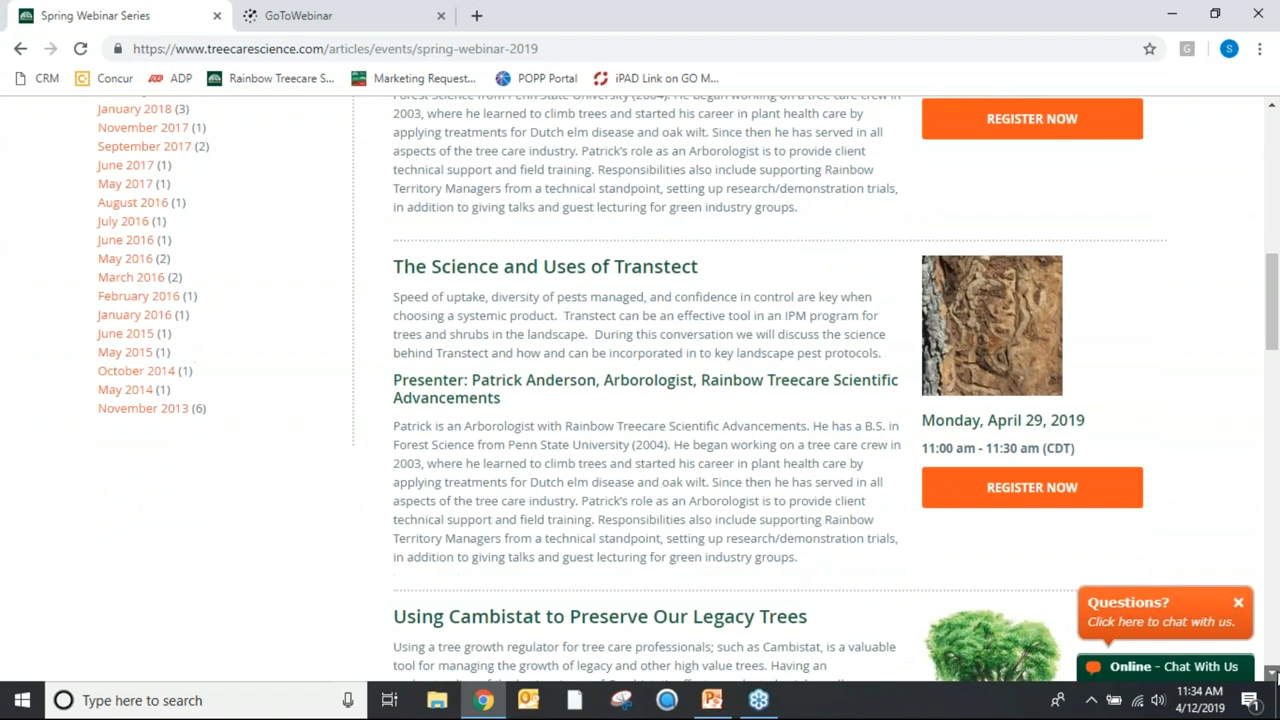 Spring Webinar Series
GoToWebinar
https://www.treecarescience.com/articles/events/spring-webinar-2019
G
S
CRM
Concur
ADP
Rainbow Treecare S...
Marketing Request...
POPP Portal
iPAD Link on GO M...
January 2018 (3)
November 2017 (1)
September 2017 (2)
June 2017 (1)
May 2017 (1)
August 2016 (1)
July 2016 (1)
June 2016 (1)
May 2016 (2)
March 2016 (2)
February 2016 (1)
January 2016 (1)
June 2015 (1)
May 2015 (1)
October 2014 (1)
May 2014 (1)
November 2013 (6)
Forest Science from Penn State University (2004). He began working on a tree care crew in
2003, where he learned to climb trees and started his career in plant health care by
applying treatments for Dutch elm disease and oak wilt. Since then he has served in all
aspects of the tree care industry. Patrick's role as an Arborologist is to provide client
technical support and field training. Responsibilities also include supporting Rainbow
Territory Managers from a technical standpoint, setting up research/demonstration trials,
in addition to giving talks and guest lecturing for green industry groups.
REGISTER NOW
The Science and Uses of Transtect
Speed of uptake, diversity of pests managed, and confidence in control are key when
choosing a systemic product. Transtect can be an effective tool in an IPM program for
trees and shrubs in the landscape. During this conversation we will discuss the science
behind Transtect and how and can be incorporated in to key landscape pest protocols.
Presenter: Patrick Anderson, Arborologist, Rainbow Treecare Scientific
Advancements
Patrick is an Arborologist with Rainbow Treecare Scientific Advancements. He has a B.S. in
Forest Science from Penn State University (2004). He began working on a tree care crew in
2003, where he learned to climb trees and started his career in plant health care by
applying treatments for Dutch elm disease and oak wilt. Since then he has served in all
aspects of the tree care industry. Patrick's role as an Arborologist is to provide client
technical support and field training. Responsibilities also include supporting Rainbow
Territory Managers from a technical standpoint, setting up research/demonstration trials,
in addition to giving talks and guest lecturing for green industry groups.
Monday, April 29, 2019
11:00 am - 11:30 am (CDT)
REGISTER NOW
Using Cambistat to Preserve Our Legacy Trees
Using a tree growth regulator for tree care professionals; such as Cambistat, is a valuable
tool for managing the growth of legacy and other high value trees. Having an
Questions?
Click here to chat with us.
Online - Chat With Us
Type here to search
11:34 AM
4/12/2019
1